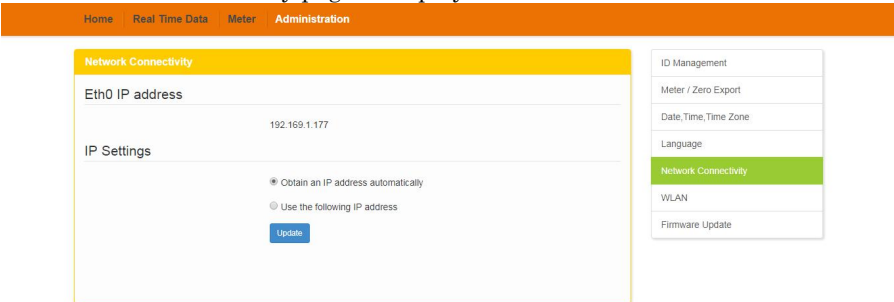 Home Real Time Data Meter Administration
Network Connectivity
Eth0 IP address
192.169.1.177
IP Settings
Obtain an IP address automatically
Use the following IP address
Update
ID Management
Meter / Zero Export
Date,Time,Time Zone
Language
Network Connectivity
WLAN
Firmware Update